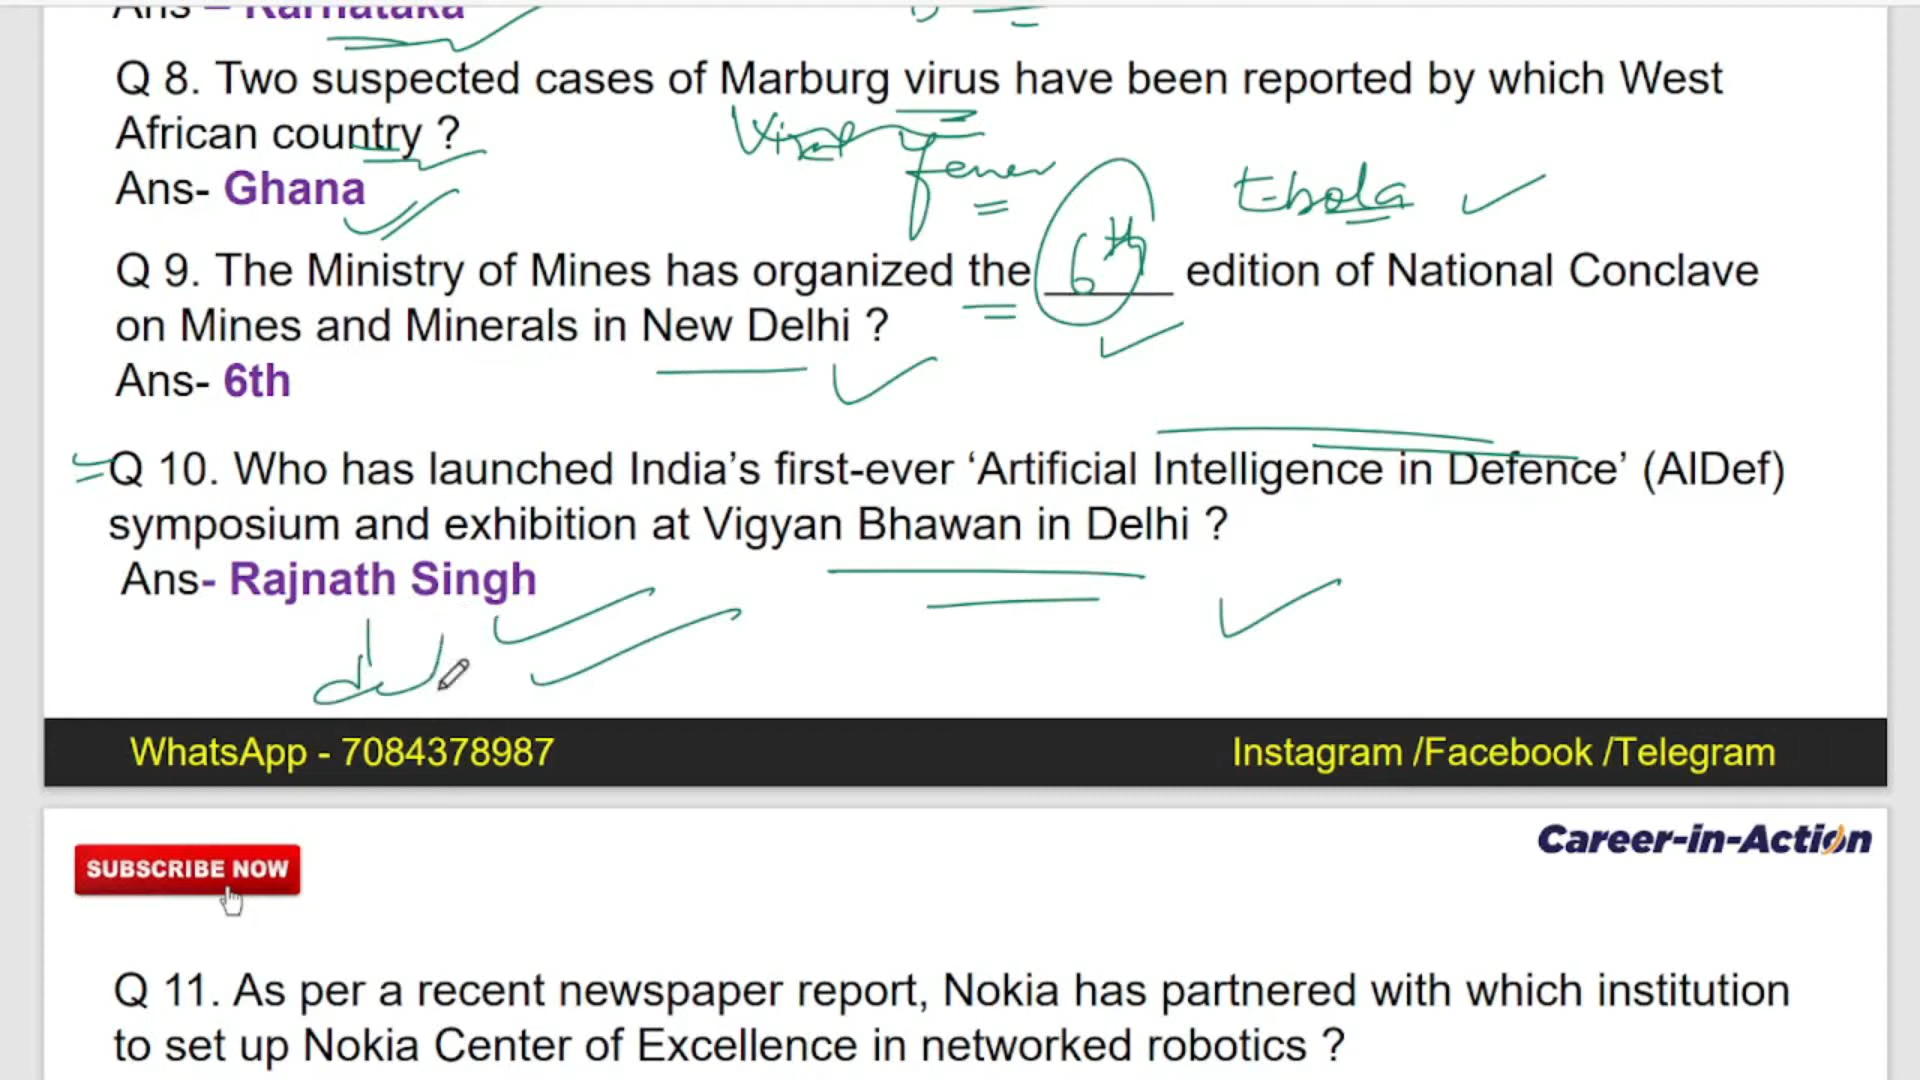 Ans – Karnataka
Q 8. Two suspected cases of Marburg virus have been reported by which West
African country ?
Viral
fever
Ans- Ghana
Ebola
Q 9. The Ministry of Mines has organized the 6th edition of National Conclave
on Mines and Minerals in New Delhi ?
Ans- 6th
Q 10. Who has launched India’s first-ever ‘Artificial Intelligence in Defence’ (AIDef)
symposium and exhibition at Vigyan Bhawan in Delhi ?
Ans- Rajnath Singh
WhatsApp - 7084378987
Instagram /Facebook /Telegram
Career-in-Action
SUBSCRIBE NOW
Q 11. As per a recent newspaper report, Nokia has partnered with which institution
to set up Nokia Center of Excellence in networked robotics ?